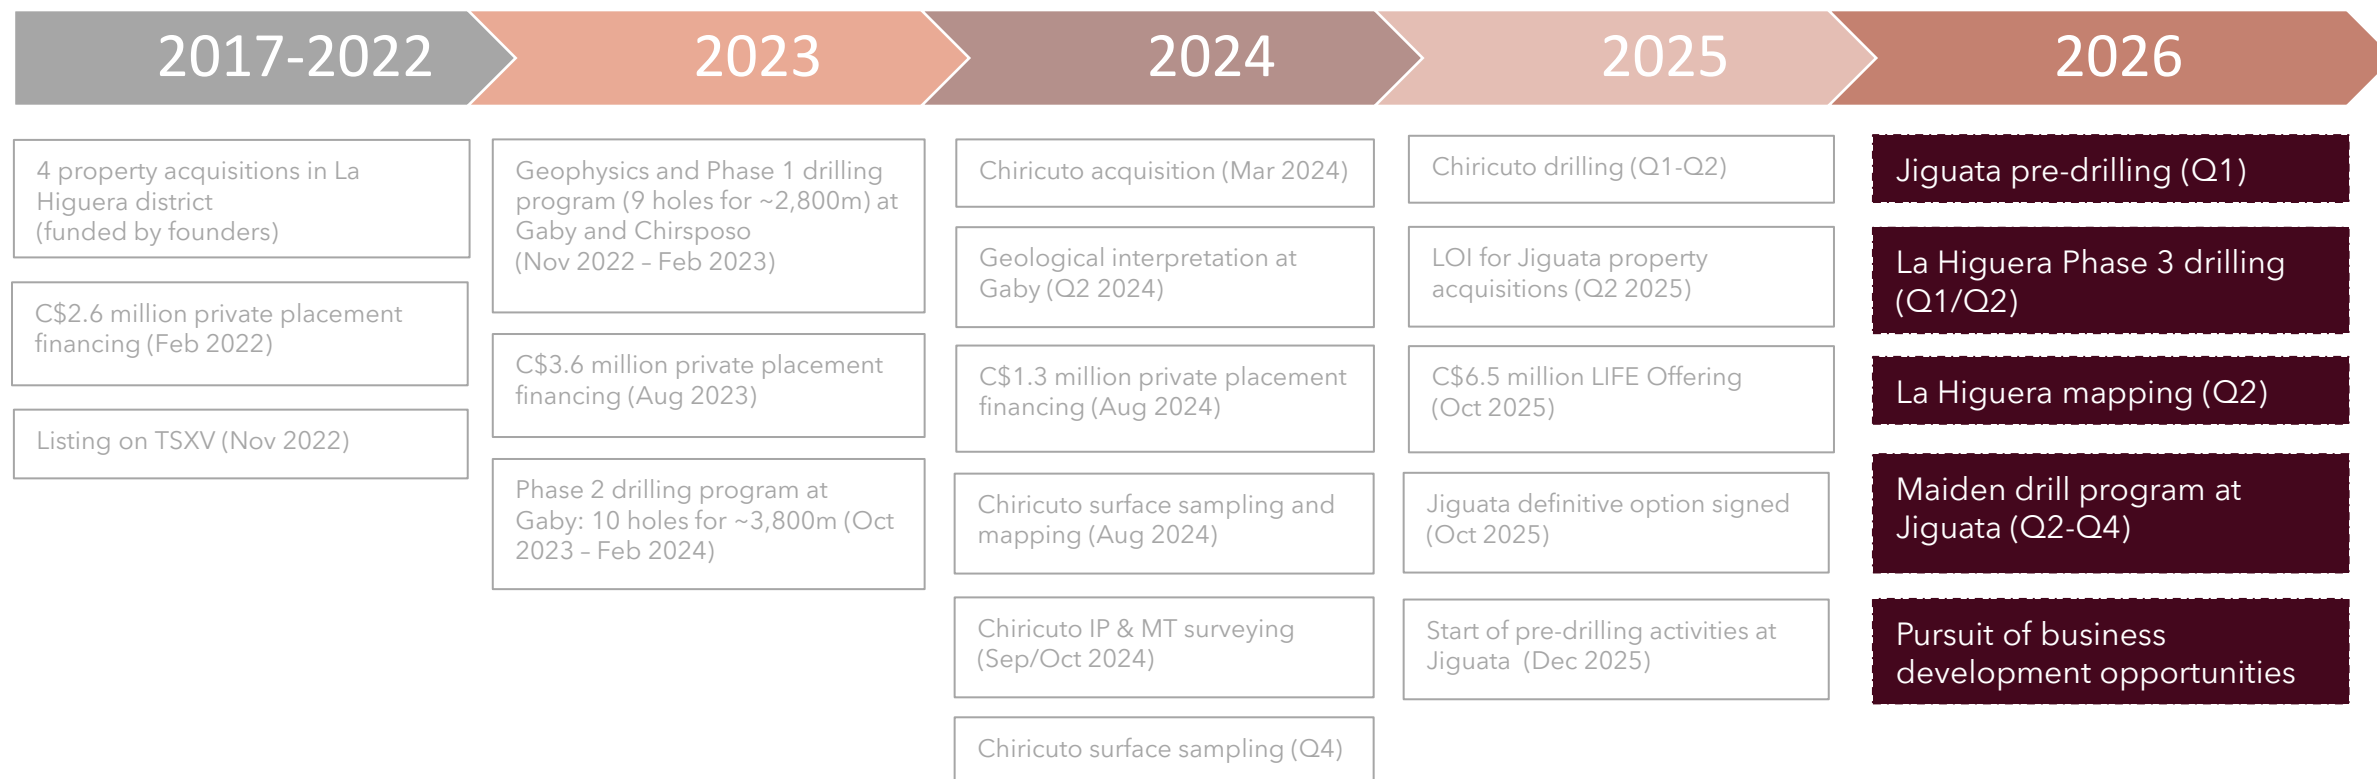 2017-2022
2023
2024
2025
2026
4 property acquisitions in La
Higuera district
(funded by founders)
C$2.6 million private placement
financing (Feb 2022)
Listing on TSXV (Nov 2022)
Geophysics and Phase 1 drilling
program (9 holes for ~2,800m) at
Gaby and Chirsposo
(Nov 2022 – Feb 2023)
C$3.6 million private placement
financing (Aug 2023)
Phase 2 drilling program at
Gaby: 10 holes for ~3,800m (Oct
2023 – Feb 2024)
Chiricuto acquisition (Mar 2024)
Geological interpretation at
Gaby (Q2 2024)
C$1.3 million private placement
financing (Aug 2024)
Chiricuto surface sampling and
mapping (Aug 2024)
Chiricuto IP & MT surveying
(Sep/Oct 2024)
Chiricuto surface sampling (Q4)
Chiricuto drilling (Q1-Q2)
LOI for Jiguata property
acquisitions (Q2 2025)
C$6.5 million LIFE Offering
(Oct 2025)
Jiguata definitive option signed
(Oct 2025)
Start of pre-drilling activities at
Jiguata (Dec 2025)
Jiguata pre-drilling (Q1)
La Higuera Phase 3 drilling
(Q1/Q2)
La Higuera mapping (Q2)
Maiden drill program at
Jiguata (Q2-Q4)
Pursuit of business
development opportunities